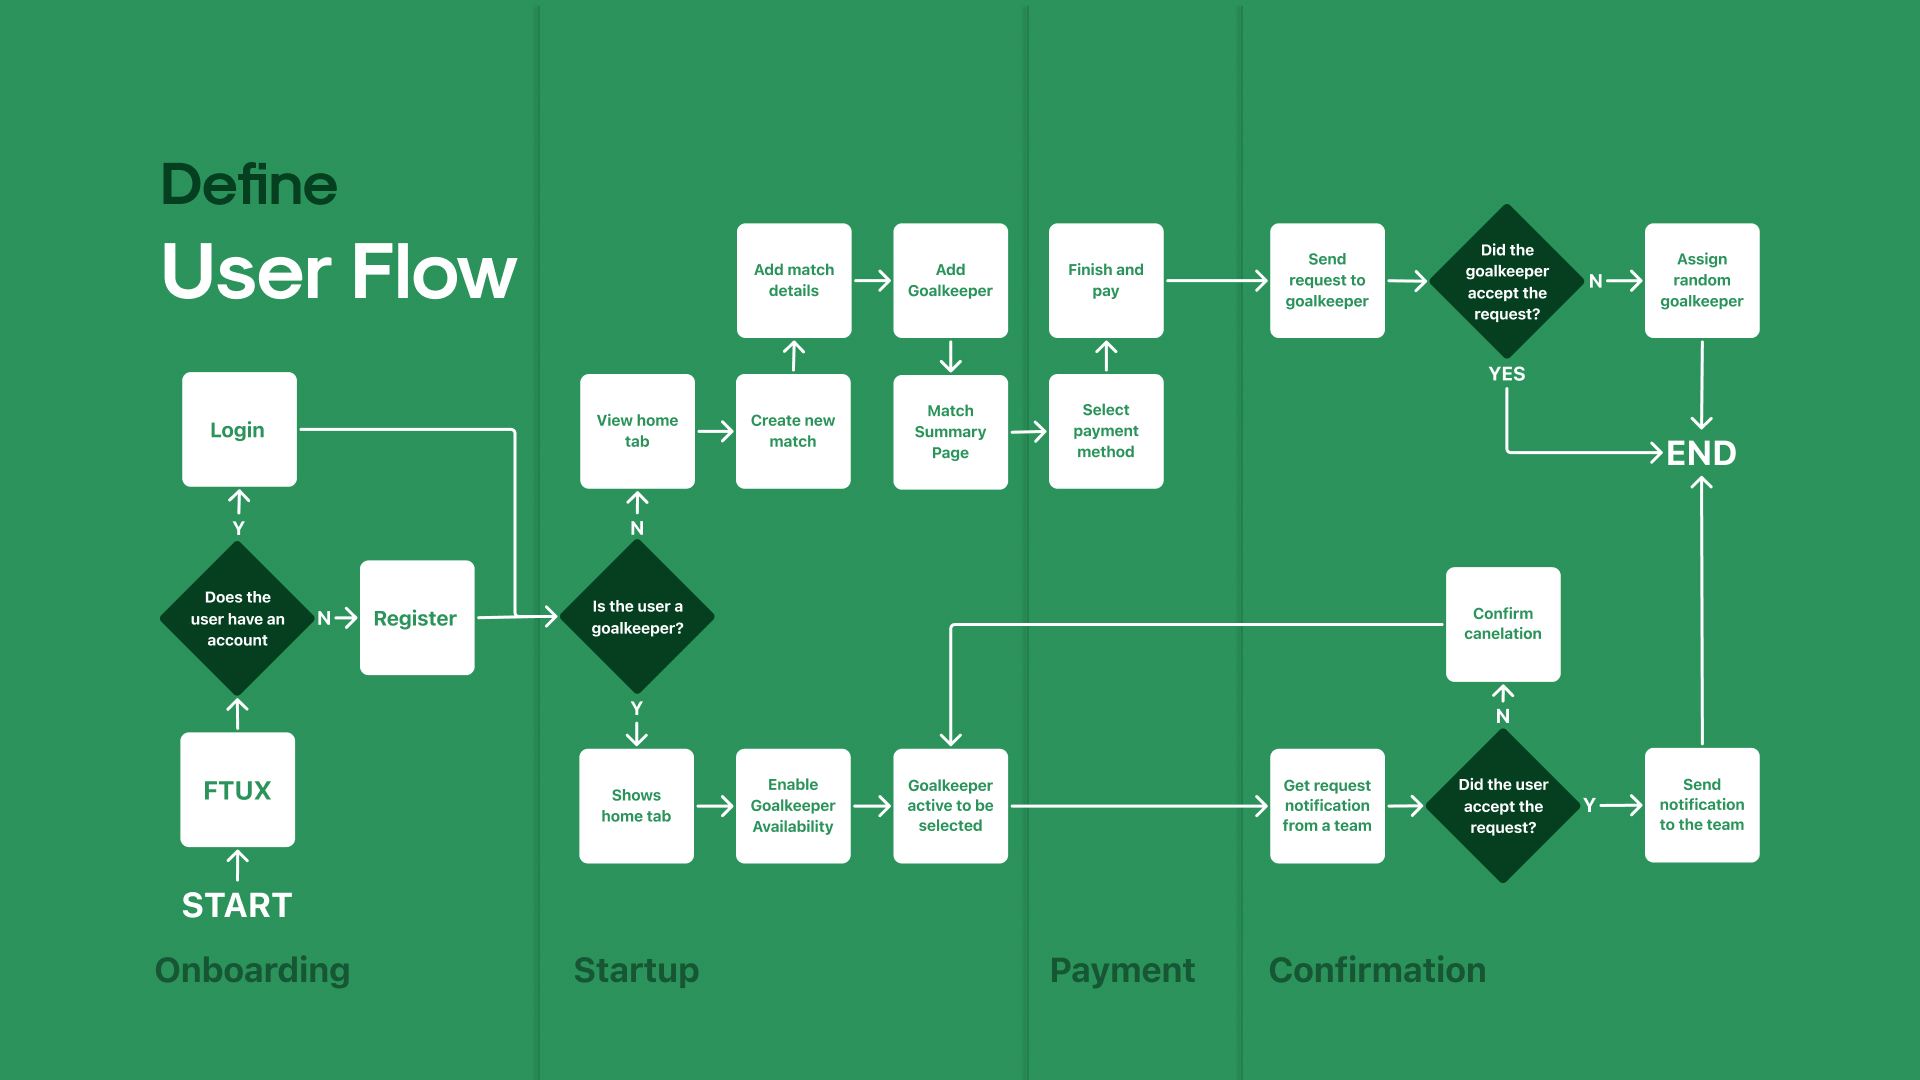 Define
User Flow
Login
Y
Does the
user have an
account
N
Register
FTUX
START
Onboarding
Add match
details
Add
Goalkeeper
View home
tab
Create new
match
Match
Summary
Page
N
Is the user a
goalkeeper?
Y
Shows
home tab
Enable
Goalkeeper
Availability
Goalkeeper
active to be
selected
Startup
Finish and
pay
Select
payment
method
Payment
Send
request to
goalkeeper
Did the
goalkeeper
accept the
request?
N
Assign
random
goalkeeper
YES
END
Confirm
canelation
N
Get request
notification
from a team
Did the user
accept the
request?
Y
Send
notification
to the team
Confirmation